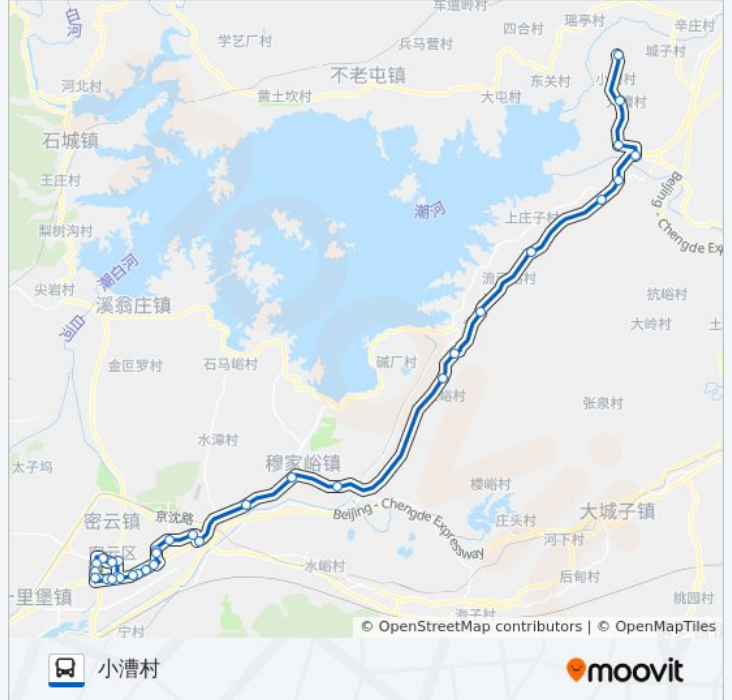 车道岭村
白河
瑶亭村
辛庄村
四合村
学艺厂村
兵马营村
城子村
不老屯镇
东关村
河北村
黄土坎村
大屯村
石城镇
王庄村
潮河
上庄子村
Beijing - Chengde Ex
梨树沟村
潮白河
尖岩村
抗峪村
溪翁庄镇
白河
大岭村
土
金叵罗村
石马峪村
碱厂村
峪村
张泉村
水漳村
穆家峪镇
太子坞
楼峪村
密云镇
京沈路
Beijing - Chengde Expressway
庄头村
大城子镇
河下村
水峪村
后甸村
十里堡镇
桃园村
宁村
© OpenStreetMap contributors | © OpenMapTiles
小漕村
moovit